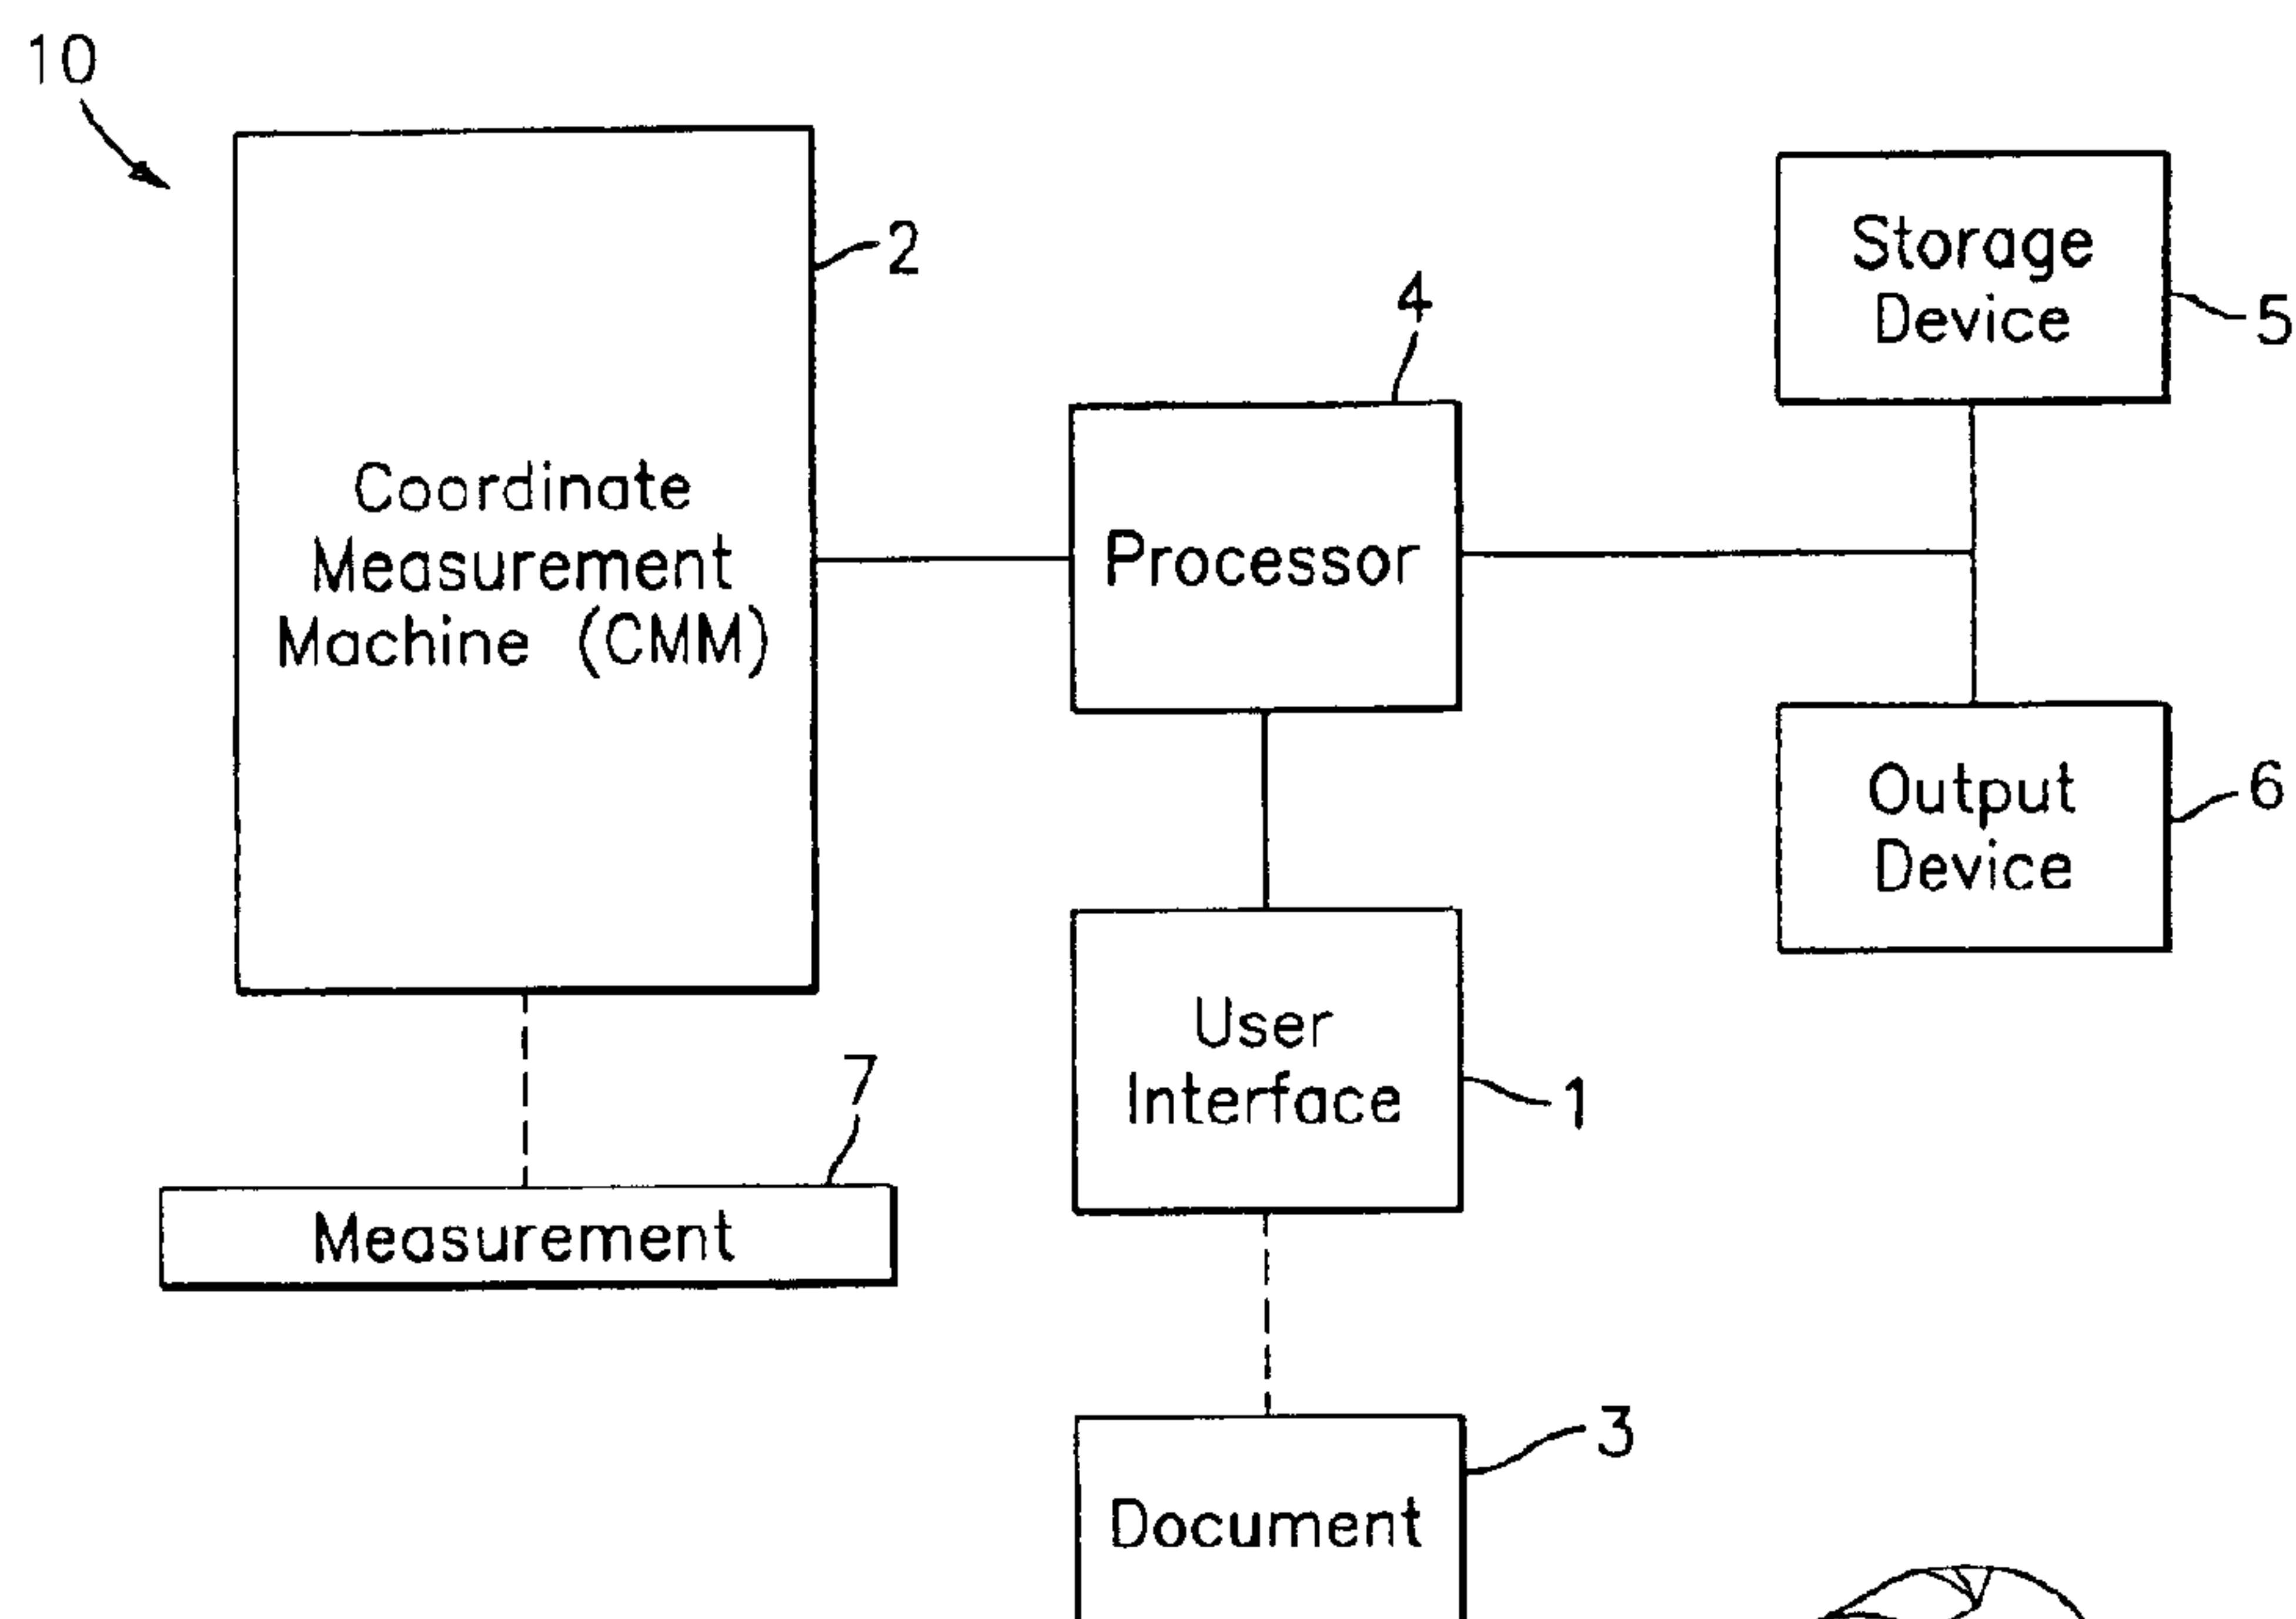 10
2
Coordinate
Measurement
Machine (CMM)
4
Processor
Storage
Device
5
Output
Device
6
User
Interface
1
7
Measurement
3
Document